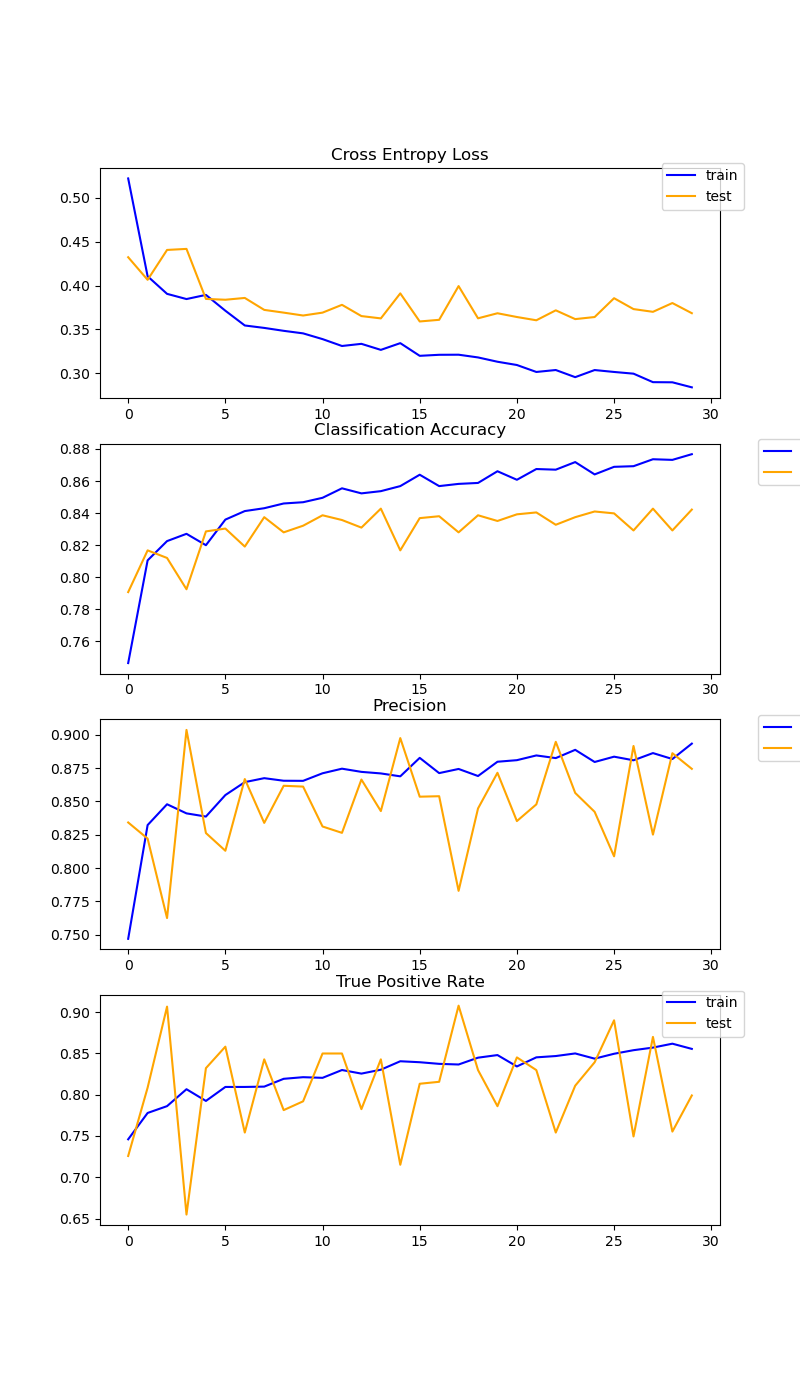 Cross Entropy Loss
train
test
0.50
0.45
0.40
0.35
0.30
0 5 10 15 20 25 30
Classification Accuracy
0.88
0.86
0.84
0.82
0.80
0.78
0.76
0 5 10 15 20 25 30
Precision
0.900
0.875
0.850
0.825
0.800
0.775
0.750
0 5 10 15 20 25 30
True Positive Rate
train
test
0.90
0.85
0.80
0.75
0.70
0.65
0 5 10 15 20 25 30